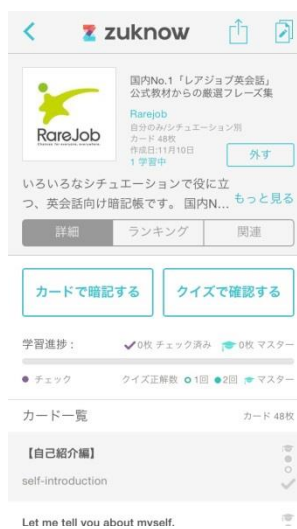 zuknow
国内No.1「レアジョブ英会話」
公式教材からの厳選フレーズ集
Rarejob
自分のみ/シチュエーション別
カード 48枚
作成日:11月10日
1 学習中
外す
RareJob
Chances for everyone, everywhere.
いろいろなシチュエーションで役に立
つ、英会話向け暗記帳です。 国内N... もっと見る
詳細 ランキング 関連
カードで暗記する クイズで確認する
学習進捗: 0枚 チェック済み 0枚 マスター
チェック クイズ正解数 1回 2回 マスター
カード一覧 カード 48枚
【自己紹介編】
self-introduction
Let me tell you about myself.